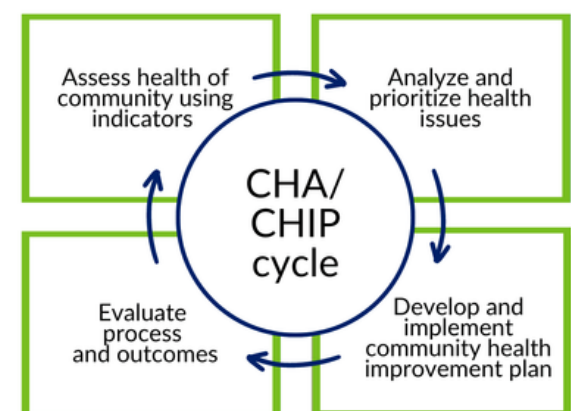 Assess health of
community using
indicators
Analyze and
prioritize health
issues
CHA/
CHIP
cycle
Evaluate
process
and outcomes
Develop and
implement
community health
improvement plan